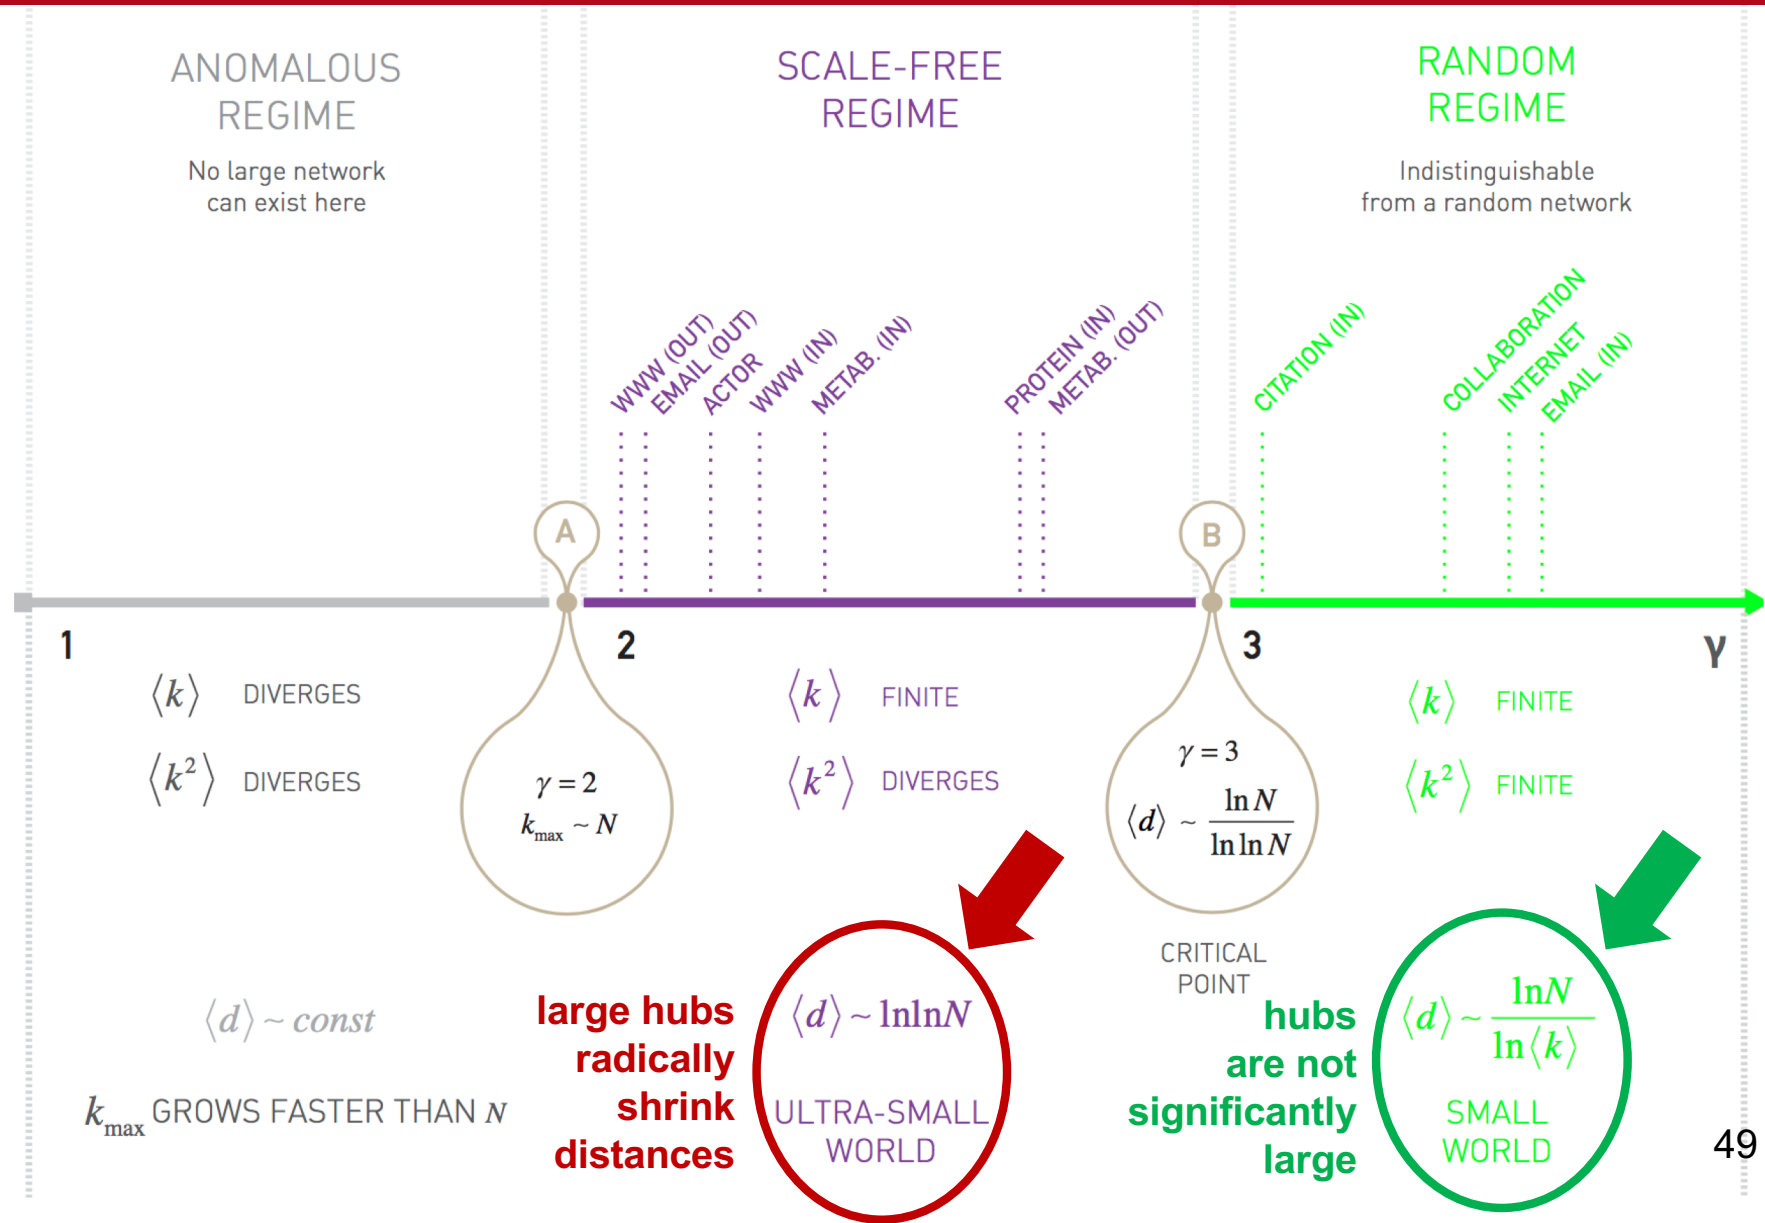 ANOMALOUS
REGIME
No large network
can exist here
SCALE-FREE
REGIME
RANDOM
REGIME
Indistinguishable
from a random network
WWW (OUT)
EMAIL (OUT)
ACTOR
WWW (IN)
METAB. (IN)
PROTEIN (IN)
METAB. (OUT)
CITATION (IN)
COLLABORATION
INTERNET
EMAIL (IN)
A
B
1
2
3
γ
⟨k⟩ DIVERGES
⟨k²⟩ DIVERGES
γ = 2
k_max ~ N
⟨k⟩ FINITE
⟨k²⟩ DIVERGES
γ = 3
⟨d⟩ ~ ln N / ln ln N
CRITICAL
POINT
⟨k⟩ FINITE
⟨k²⟩ FINITE
⟨d⟩ ~ const
k_max GROWS FASTER THAN N
large hubs
radically
shrink
distances
⟨d⟩ ~ lnlnN
ULTRA-SMALL
WORLD
hubs
are not
significantly
large
⟨d⟩ ~ lnN / ln⟨k⟩
SMALL
WORLD
49